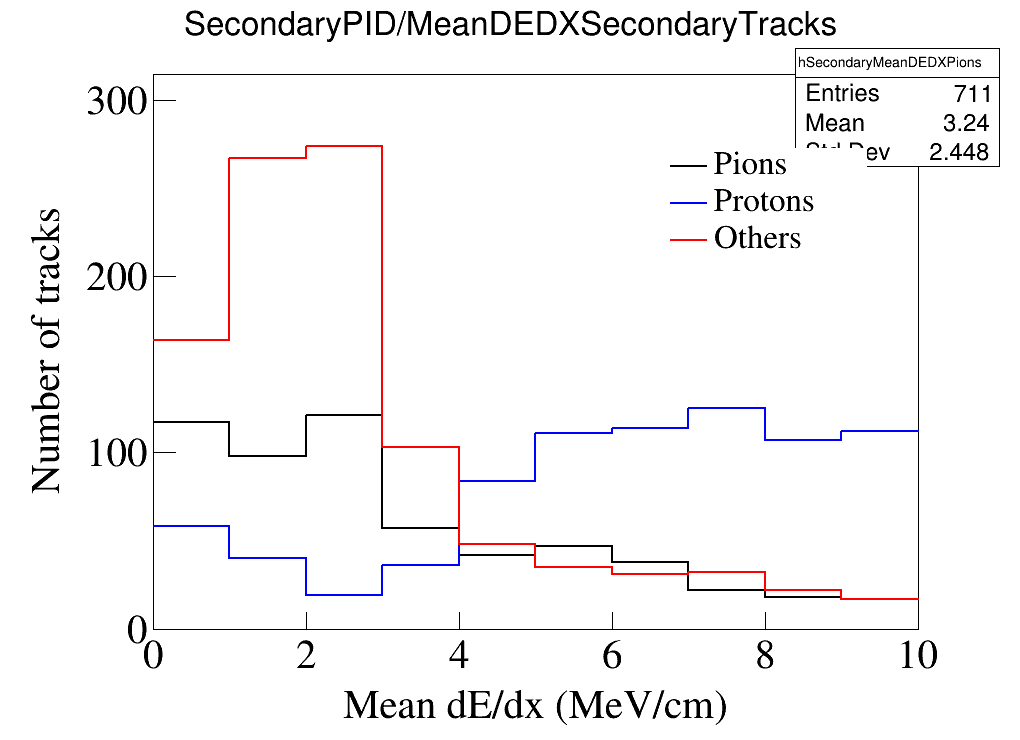 SecondaryPID/MeanDEDXSecondaryTracks
hSecondaryMeanDEDXPions
Entries 711
Mean 3.24
Std Dev 2.448
Pions
Protons
Others
Number of tracks
300
200
100
0
0 2 4 6 8 10
Mean dE/dx (MeV/cm)